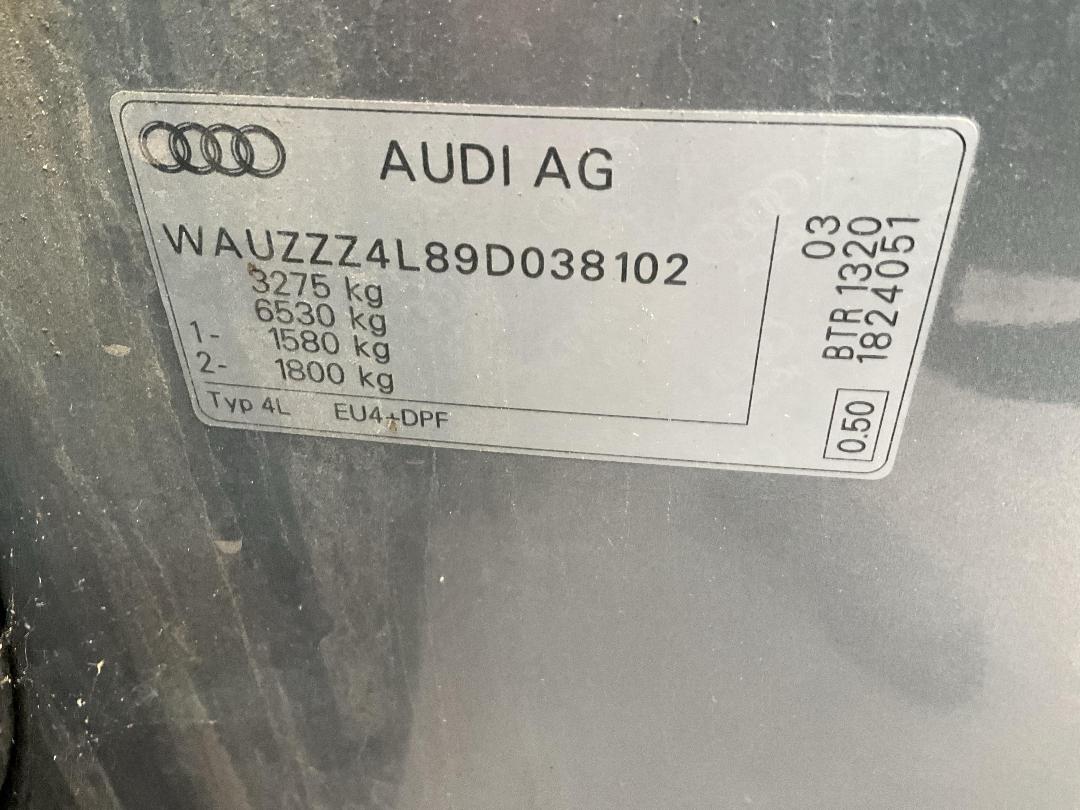 AUDI AG
WAUZZZ4L89D038102
3275 kg
6530 kg
1- 1580 kg
2- 1800 kg
Typ 4L EU4+DPF
03
BTR 1320
1824051
0.50